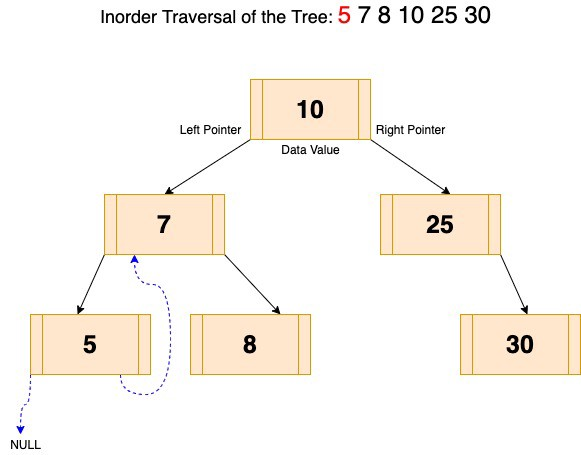 Inorder Traversal of the Tree: 5 7 8 10 25 30
10
Left Pointer
Right Pointer
Data Value
7
25
5
8
30
NULL